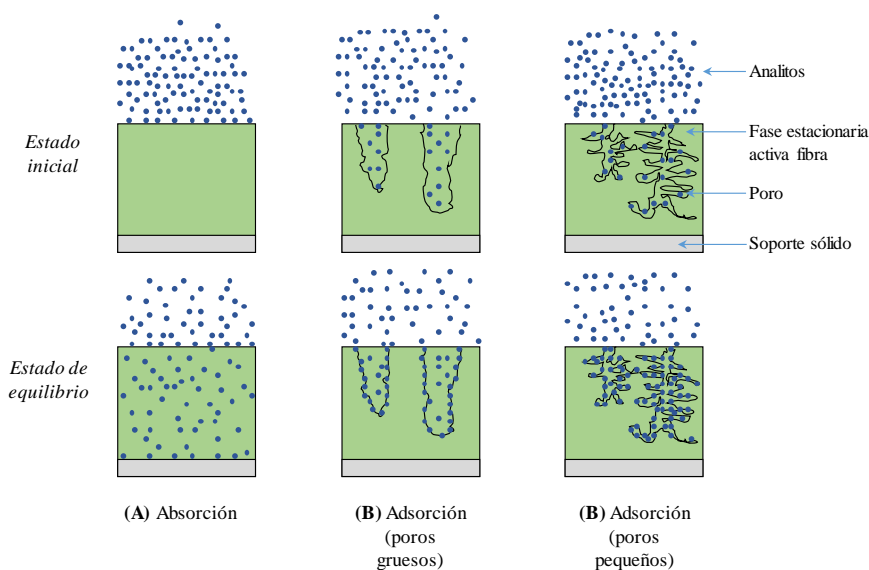 Analitos
Estado
inicial
Fase estacionaria
activa fibra
Poro
Soporte sólido
Estado de
equilibrio
(A) Absorción
(B) Adsorción
(poros
gruesos)
(B) Adsorción
(poros
pequeños)